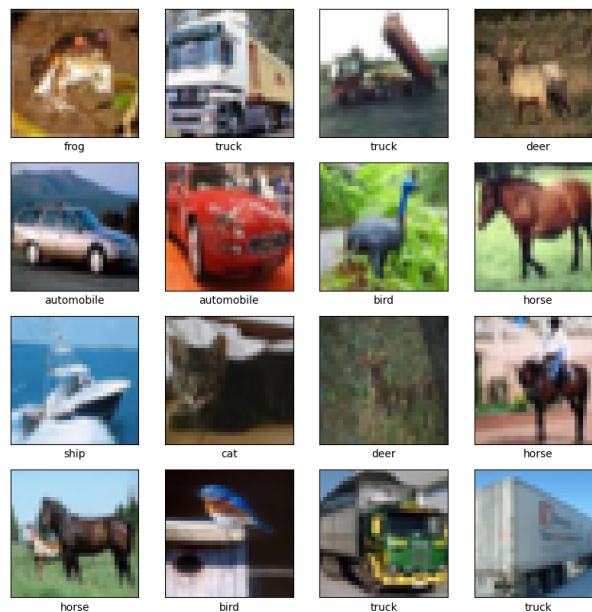 frog truck truck deer
automobile automobile bird horse
ship cat deer horse
horse bird truck truck